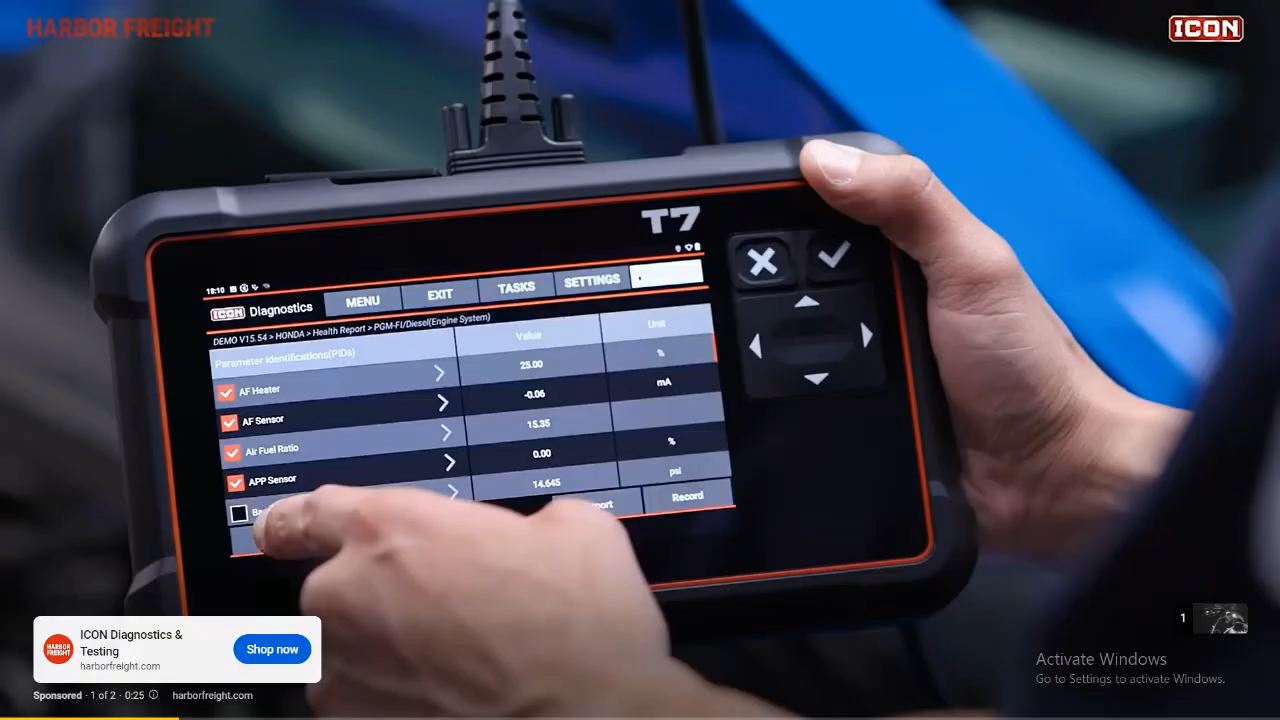 HARBOR FREIGHT
ICON
T7
18:10
ICON Diagnostics MENU EXIT TASKS SETTINGS
DEMO V15.54 > HONDA > Health Report > PGM-FI/Diesel(Engine System)
Parameter Identifications(PIDs) Value Unit
AF Heater 25.00 %
AF Sensor -0.06 mA
Air Fuel Ratio 15.35
APP Sensor 0.00 %
Ba 14.645 psi
port Record
ICON Diagnostics &
Testing
harborfreight.com
HARBOR
FREIGHT
Shop now
1
Activate Windows
Go to Settings to activate Windows.
Sponsored · 1 of 2 · 0:25 harborfreight.com